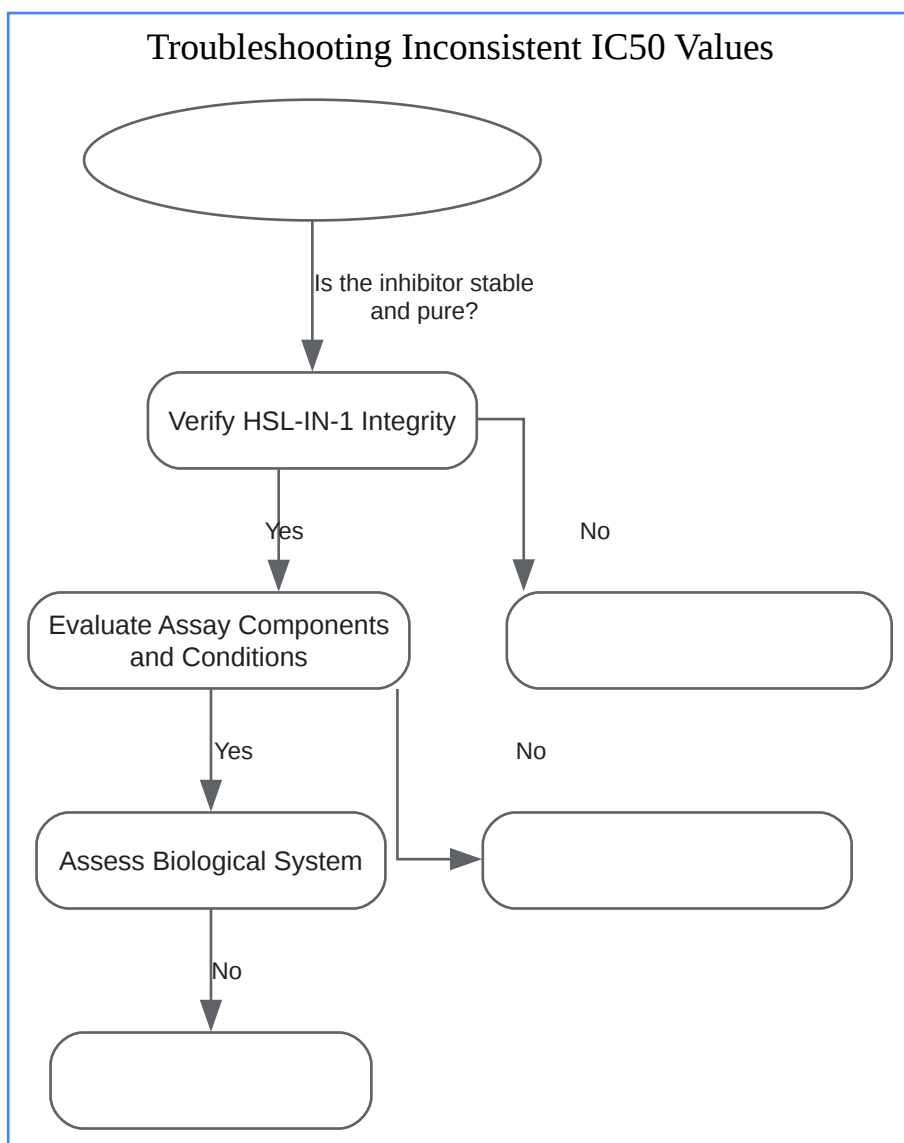 Troubleshooting Inconsistent IC50 Values
Is the inhibitor stable
and pure?
Verify HSL-IN-1 Integrity
Yes
No
Evaluate Assay Components
and Conditions
Yes
No
Assess Biological System
No